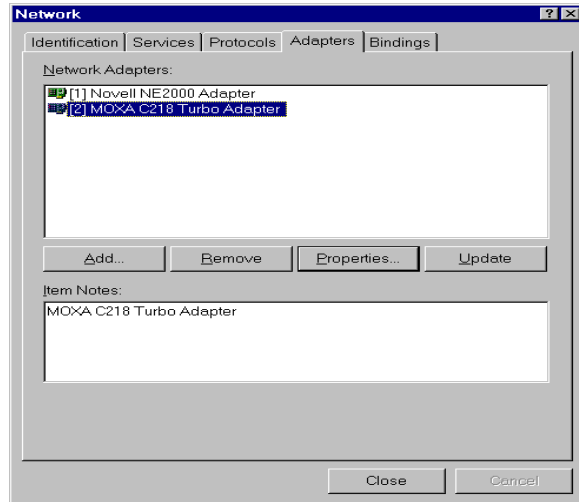 Network
Identification Services Protocols Adapters Bindings
Network Adapters:
[1] Novell NE2000 Adapter
[2] MOXA C218 Turbo Adapter
Add... Remove Properties... Update
Item Notes:
MOXA C218 Turbo Adapter
Close Cancel